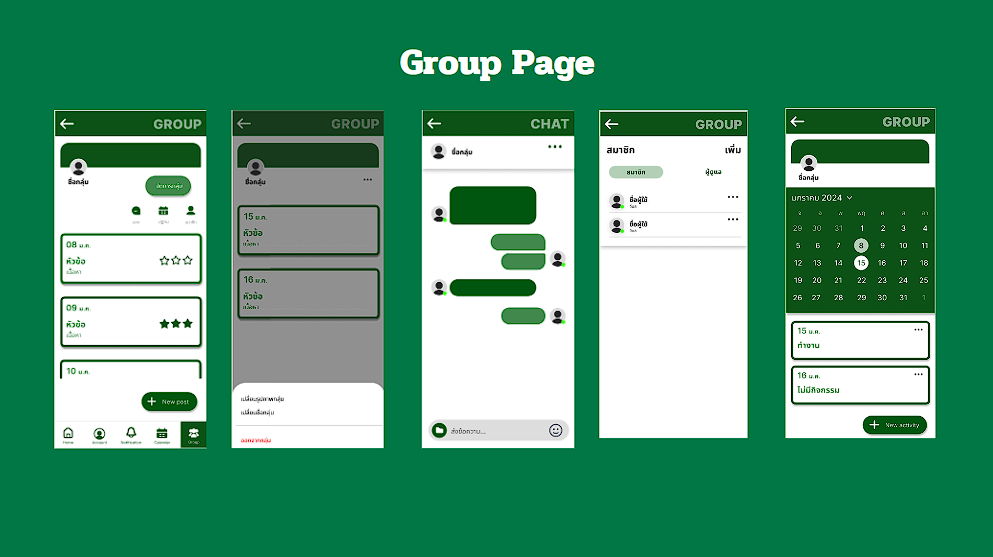 Group Page
GROUP
ชื่อกลุ่ม
จัดการกลุ่ม
แชท
ปฏิทิน
สมาชิก
08 ม.ค.
หัวข้อ
เนื้อหา
09 ม.ค.
หัวข้อ
เนื้อหา
10 ม.ค.
+ New post
Home
Account
Notification
Calendar
Group
GROUP
ชื่อกลุ่ม
15 ม.ค.
หัวข้อ
เนื้อหา
16 ม.ค.
หัวข้อ
เนื้อหา
เปลี่ยนรูปภาพกลุ่ม
เปลี่ยนชื่อกลุ่ม
ออกจากกลุ่ม
CHAT
ชื่อกลุ่ม
ส่งข้อความ...
GROUP
สมาชิก เพิ่ม
สมาชิก ผู้ดูแล
ชื่อผู้ใช้
ชื่อผู้ใช้
GROUP
ชื่อกลุ่ม
มกราคม 2024
จ อ พ พฤ ศ ส อา
29 30 31 1 2 3 4
5 6 7 8 9 10 11
12 13 14 15 16 17 18
19 20 21 22 23 24 25
26 27 28 29 30 31 1
15 ม.ค.
ทำงาน
16 ม.ค.
ไม่มีกิจกรรม
+ New activity